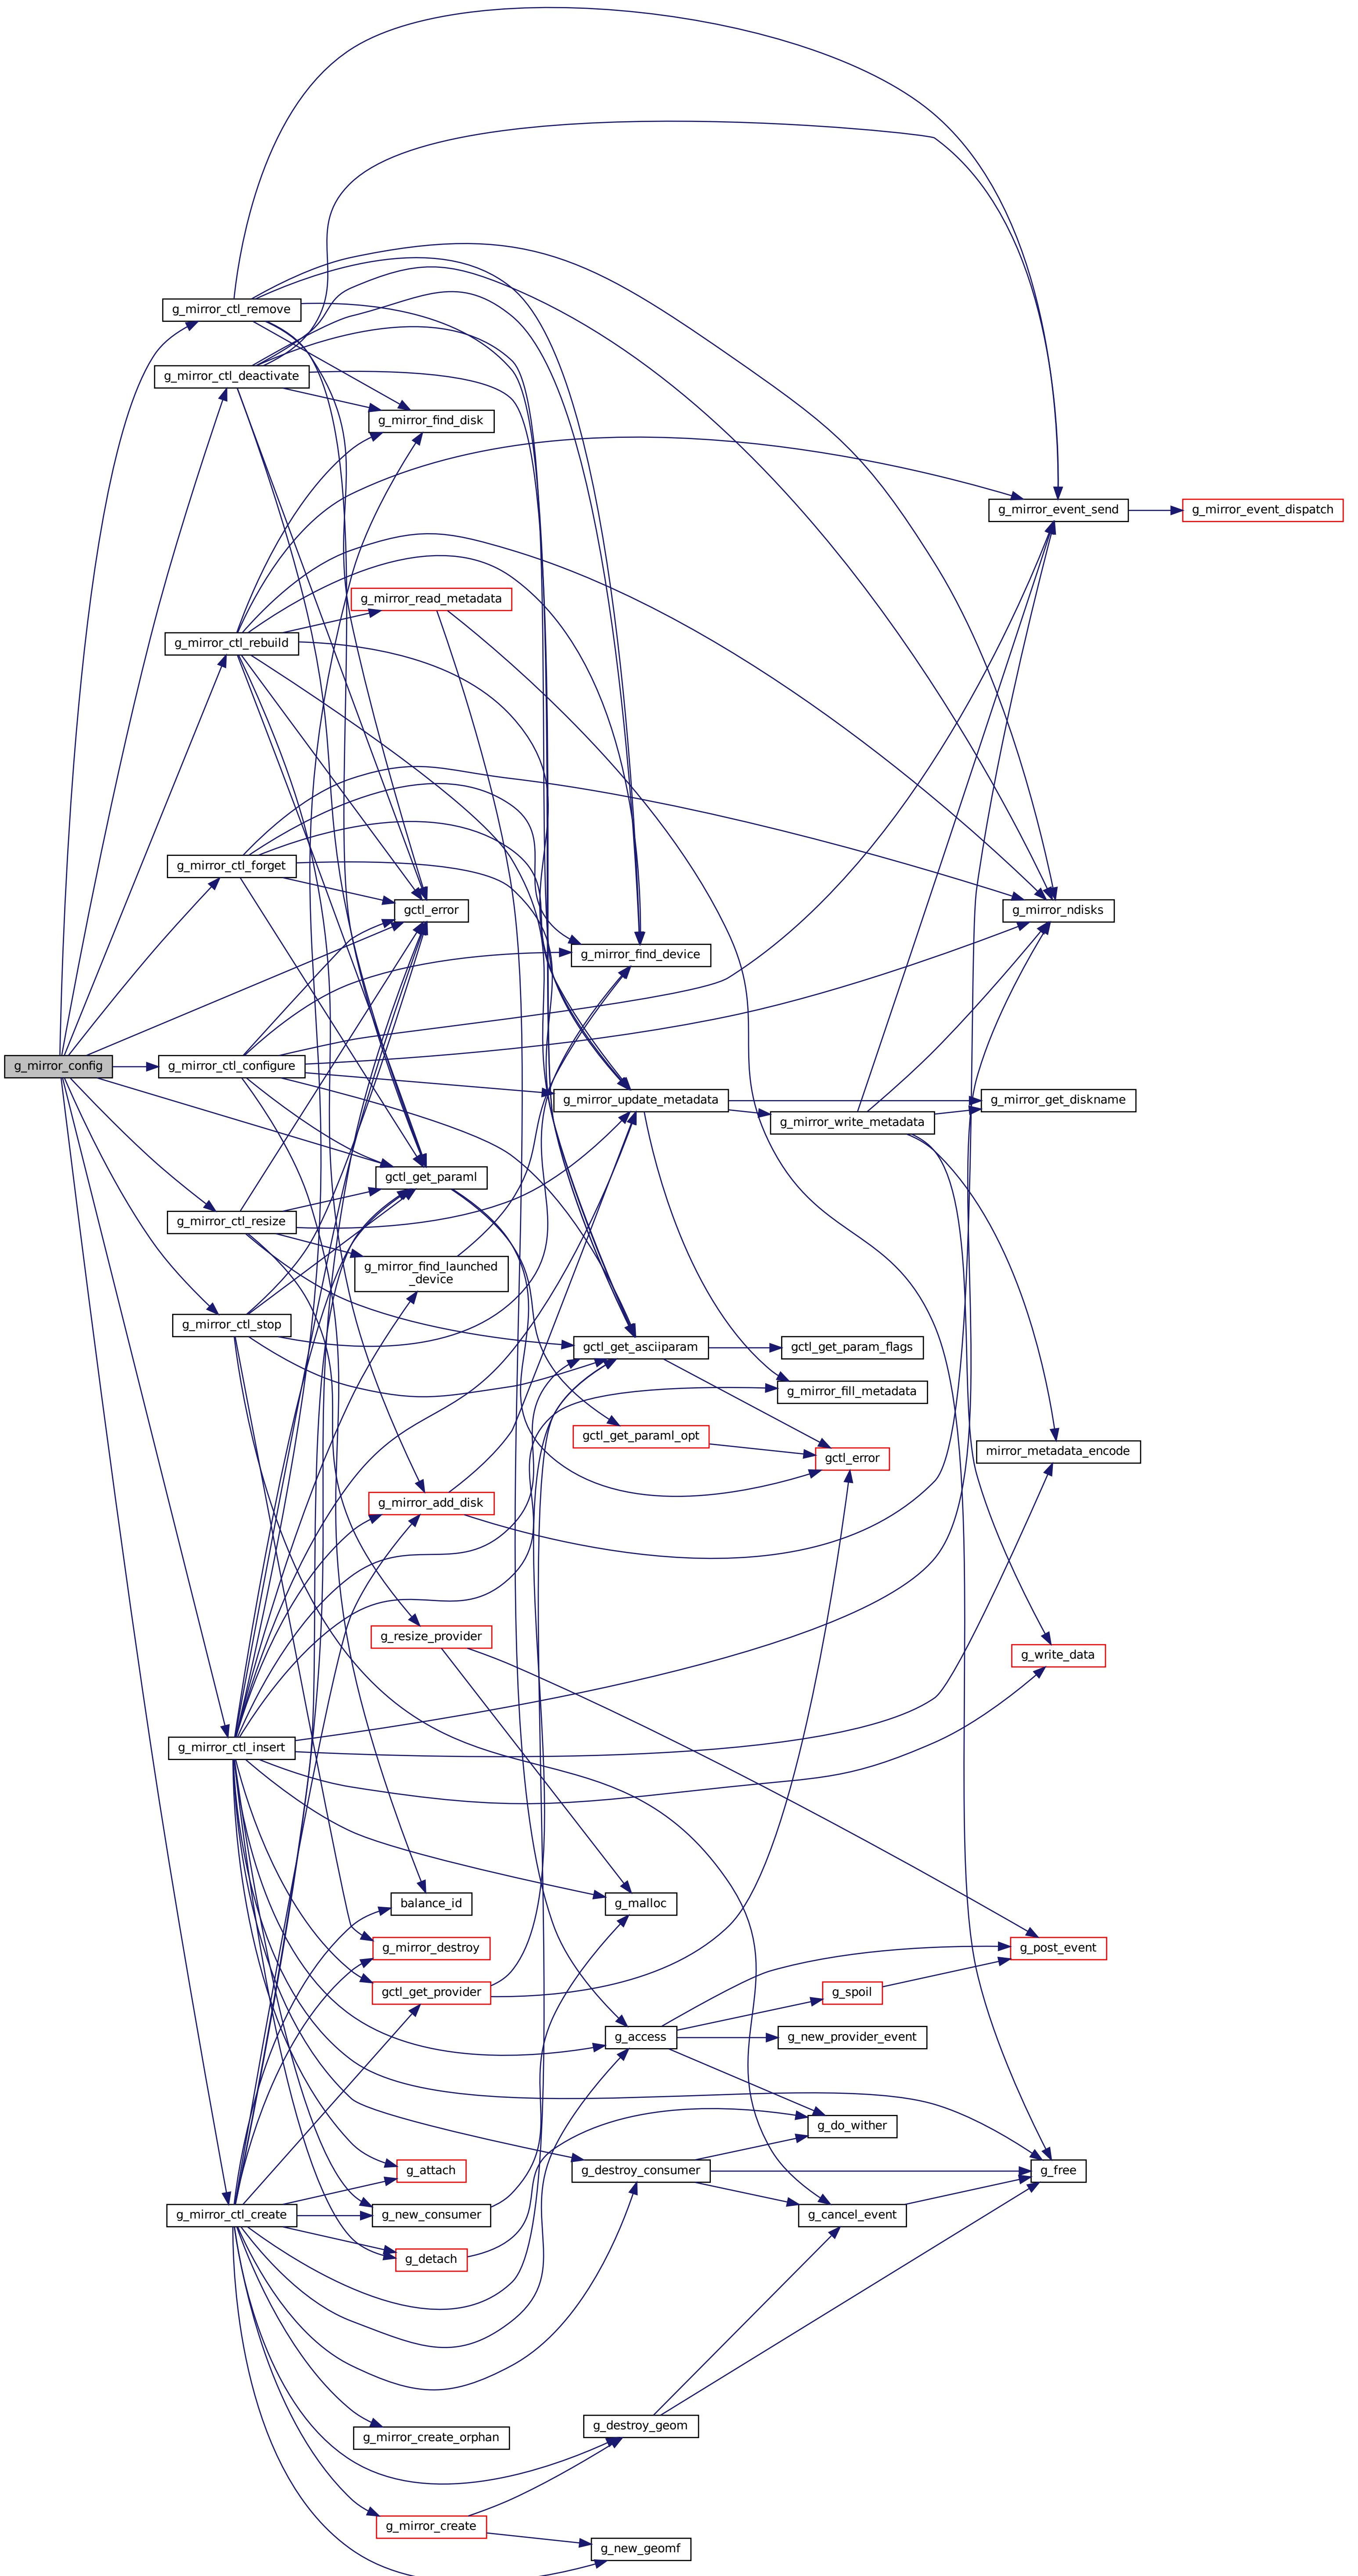 g_mirror_ctl_remove
g_mirror_ctl_deactivate
g_mirror_find_disk
g_mirror_event_send
g_mirror_event_dispatch
g_mirror_read_metadata
g_mirror_ctl_rebuild
g_mirror_ctl_forget
gctl_error
g_mirror_ndisks
g_mirror_find_device
g_mirror_config
g_mirror_ctl_configure
g_mirror_update_metadata
g_mirror_get_diskname
g_mirror_write_metadata
gctl_get_paraml
g_mirror_ctl_resize
g_mirror_find_launched
_device
g_mirror_ctl_stop
gctl_get_asciiparam
gctl_get_param_flags
g_mirror_fill_metadata
gctl_get_paraml_opt
gctl_error
mirror_metadata_encode
g_mirror_add_disk
g_resize_provider
g_write_data
g_mirror_ctl_insert
balance_id
g_malloc
g_mirror_destroy
g_post_event
gctl_get_provider
g_spoil
g_access
g_new_provider_event
g_do_wither
g_attach
g_destroy_consumer
g_free
g_mirror_ctl_create
g_new_consumer
g_cancel_event
g_detach
g_destroy_geom
g_mirror_create_orphan
g_mirror_create
g_new_geomf